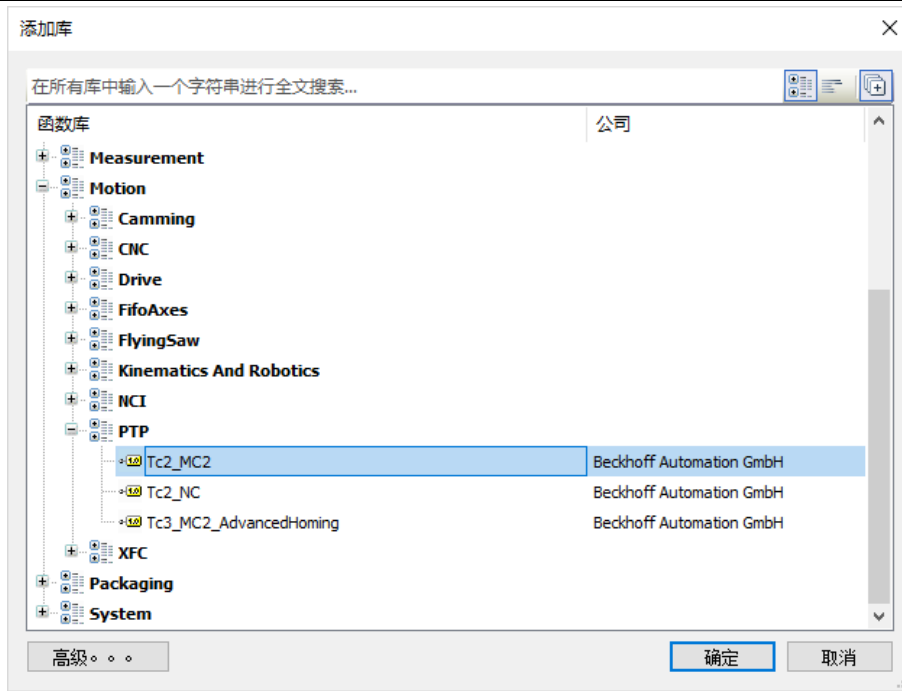 添加库
在所有库中输入一个字符串进行全文搜索...
函数库 公司
Measurement
Motion
Camming
CNC
Drive
FifoAxes
FlyingSaw
Kinematics And Robotics
NCI
PTP
Tc2_MC2 Beckhoff Automation GmbH
Tc2_NC Beckhoff Automation GmbH
Tc3_MC2_AdvancedHoming Beckhoff Automation GmbH
XFC
Packaging
System
高级。。。 确定 取消